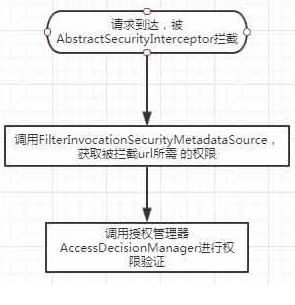 请求到达，被
AbstractSecurityInterceptor拦截
调用FilterInvocationSecurityMetadataSource，
获取被拦截url所需 的权限
调用授权管理器
AccessDecisionManager进行权
限验证